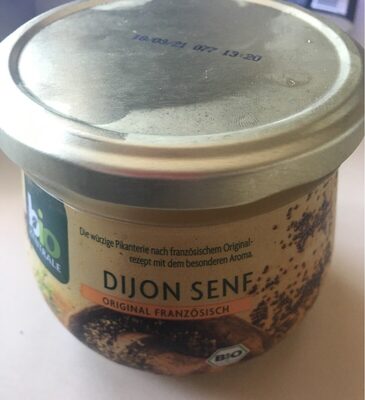 18/03/21 077 13:20
bio
Die würzige Pikanterie nach französischem Original-
rezept mit dem besonderen Aroma.
DIJON SENF
ORIGINAL FRANZÖSISCH
BIO